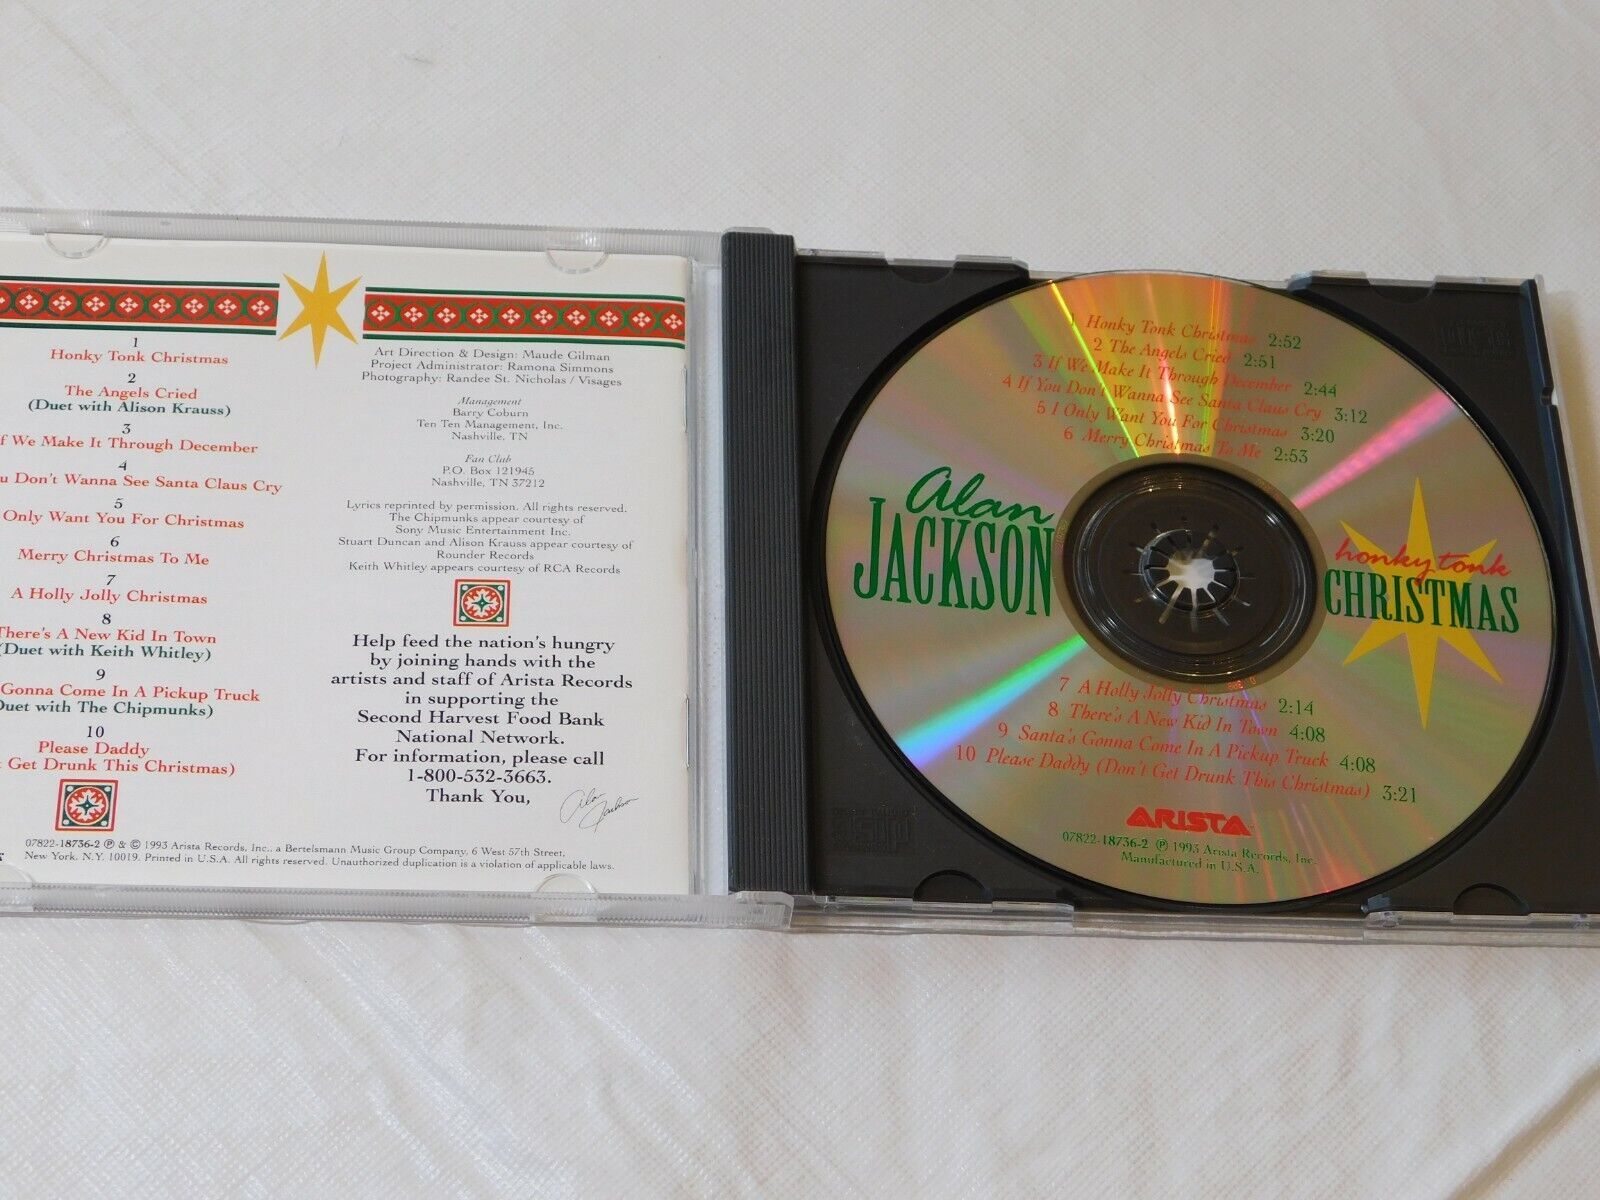 1
Honky Tonk Christmas
2
The Angels Cried
(Duet with Alison Krauss)
3
f We Make It Through December
4
u Don't Wanna See Santa Claus Cry
5
Only Want You For Christmas
6
Merry Christmas To Me
7
A Holly Jolly Christmas
8
There's A New Kid In Town
(Duet with Keith Whitley)
9
Gonna Come In A Pickup Truck
Duet with The Chipmunks)
10
Please Daddy
t Get Drunk This Christmas)
Art Direction & Design: Maude Gilman
Project Administrator: Ramona Simmons
Photography: Randee St. Nicholas / Visages
Management
Barry Coburn
Ten Ten Management, Inc.
Nashville, TN
Fan Club
P.O. Box 121945
Nashville, TN 37212
Lyrics reprinted by permission. All rights reserved.
The Chipmunks appear courtesy of
Sony Music Entertainment Inc.
Stuart Duncan and Alison Krauss appear courtesy of
Rounder Records
Keith Whitley appears courtesy of RCA Records
Help feed the nation's hungry
by joining hands with the
artists and staff of Arista Records
in supporting the
Second Harvest Food Bank
National Network.
For information, please call
1-800-532-3663.
Thank You,
Alan Jackson
07822-18736-2 Ⓟ & © 1993 Arista Records, Inc., a Bertelsmann Music Group Company, 6 West 57th Street,
New York, N.Y. 10019. Printed in U.S.A. All rights reserved. Unauthorized duplication is a violation of applicable laws.
1 Honky Tonk Christmas 2:52
2 The Angels Cried 2:51
3 If We Make It Through December 2:44
4 If You Don't Wanna See Santa Claus Cry 3:12
5 I Only Want You For Christmas 3:20
6 Merry Christmas To Me 2:53
alan
JACKSON
honky tonk
CHRISTMAS
7 A Holly Jolly Christmas 2:14
8 There's A New Kid In Town 4:08
9 Santa's Gonna Come In A Pickup Truck 4:08
10 Please Daddy (Don't Get Drunk This Christmas) 3:21
ARISTA
07822-18736-2 Ⓟ 1993 Arista Records, Inc.
Manufactured in U.S.A.